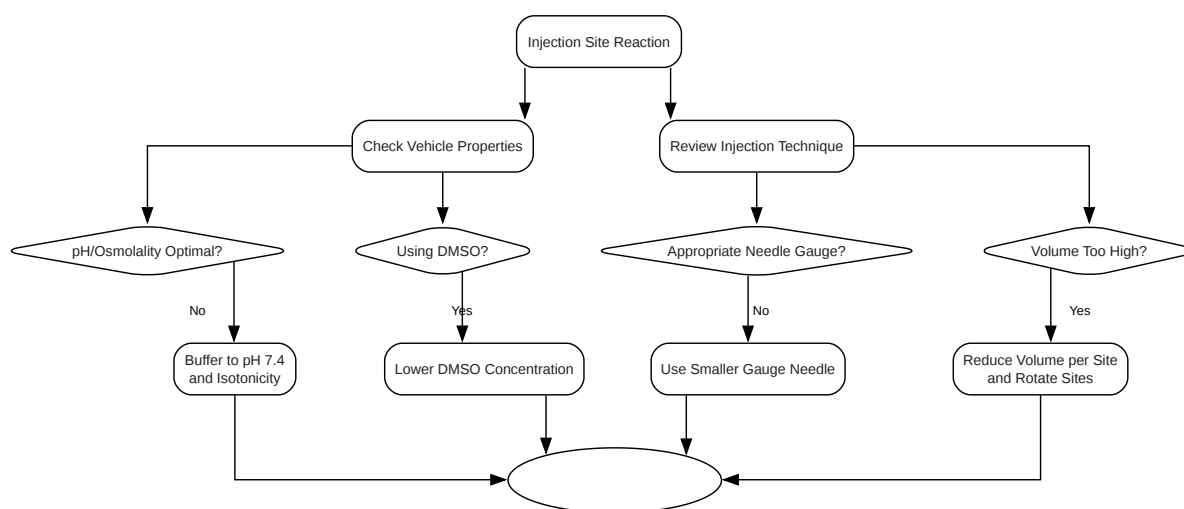 Injection Site Reaction
Check Vehicle Properties
Review Injection Technique
pH/Osmolality Optimal?
Using DMSO?
Appropriate Needle Gauge?
Volume Too High?
No
Yes
No
Yes
Buffer to pH 7.4
and Isotonicity
Lower DMSO Concentration
Use Smaller Gauge Needle
Reduce Volume per Site
and Rotate Sites